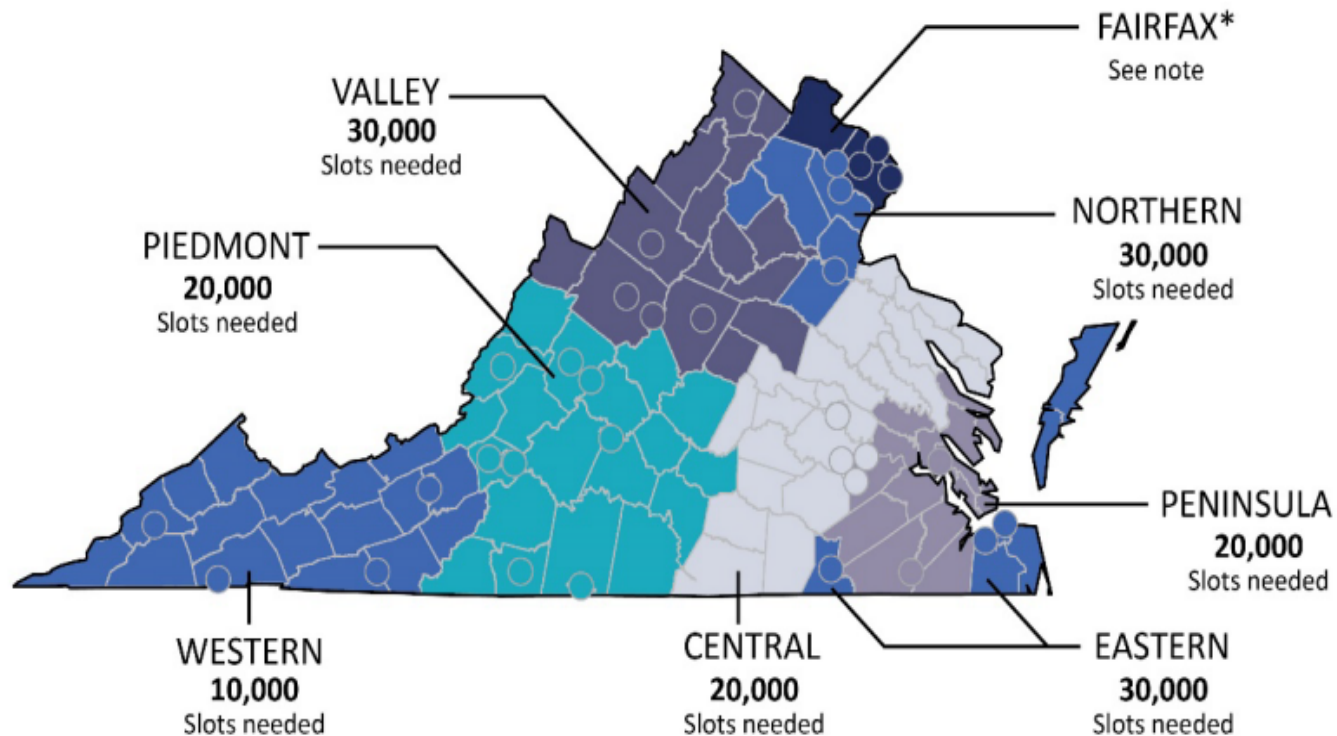 FAIRFAX*
See note
VALLEY
30,000
Slots needed
NORTHERN
30,000
Slots needed
PIEDMONT
20,000
Slots needed
PENINSULA
20,000
Slots needed
WESTERN
10,000
Slots needed
CENTRAL
20,000
Slots needed
EASTERN
30,000
Slots needed